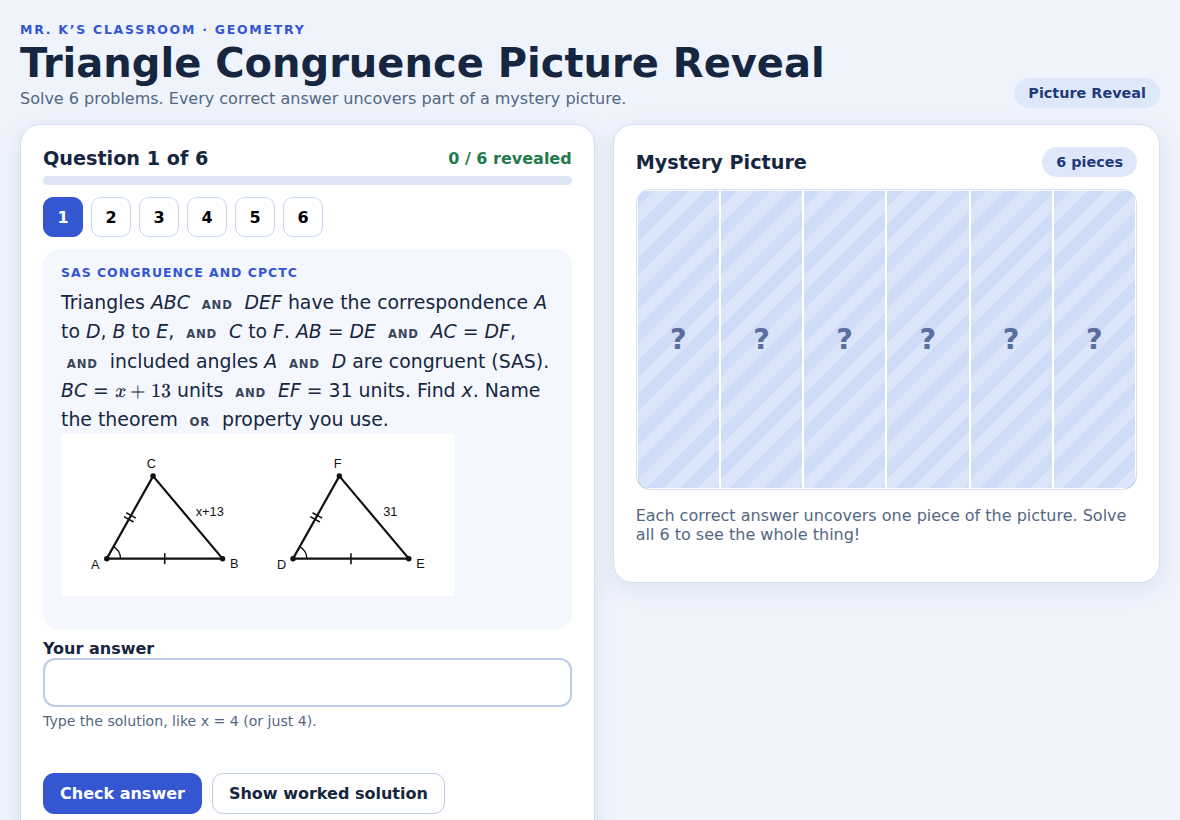 MR. K’S CLASSROOM · GEOMETRY
Triangle Congruence Picture Reveal
Solve 6 problems. Every correct answer uncovers part of a mystery picture.
Picture Reveal
Question 1 of 6
0 / 6 revealed
1 2 3 4 5 6
SAS CONGRUENCE AND CPCTC
Triangles ABC AND DEF have the correspondence A
to D, B to E, AND C to F. AB = DE AND AC = DF,
AND included angles A AND D are congruent (SAS).
BC = x + 13 units AND EF = 31 units. Find x. Name
the theorem OR property you use.
C F
x+13 31
A B D E
Your answer
Type the solution, like x = 4 (or just 4).
Check answer
Show worked solution
Mystery Picture
6 pieces
? ? ? ? ? ?
Each correct answer uncovers one piece of the picture. Solve
all 6 to see the whole thing!